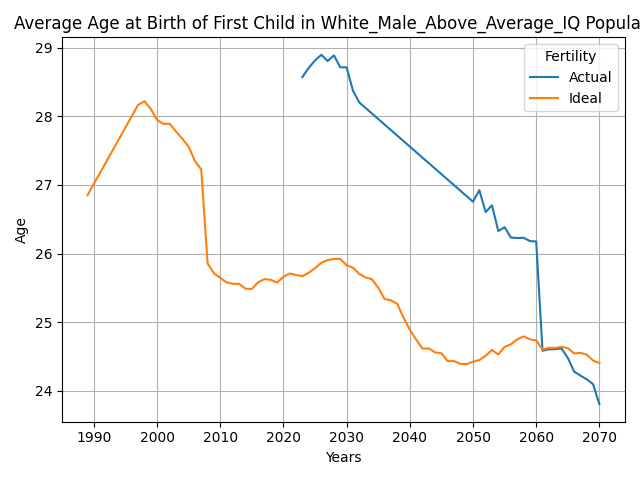 Average Age at Birth of First Child in White_Male_Above_Average_IQ Popula
Fertility
Actual
Ideal
Age
29
28
27
26
25
24
1990 2000 2010 2020 2030 2040 2050 2060 2070
Years